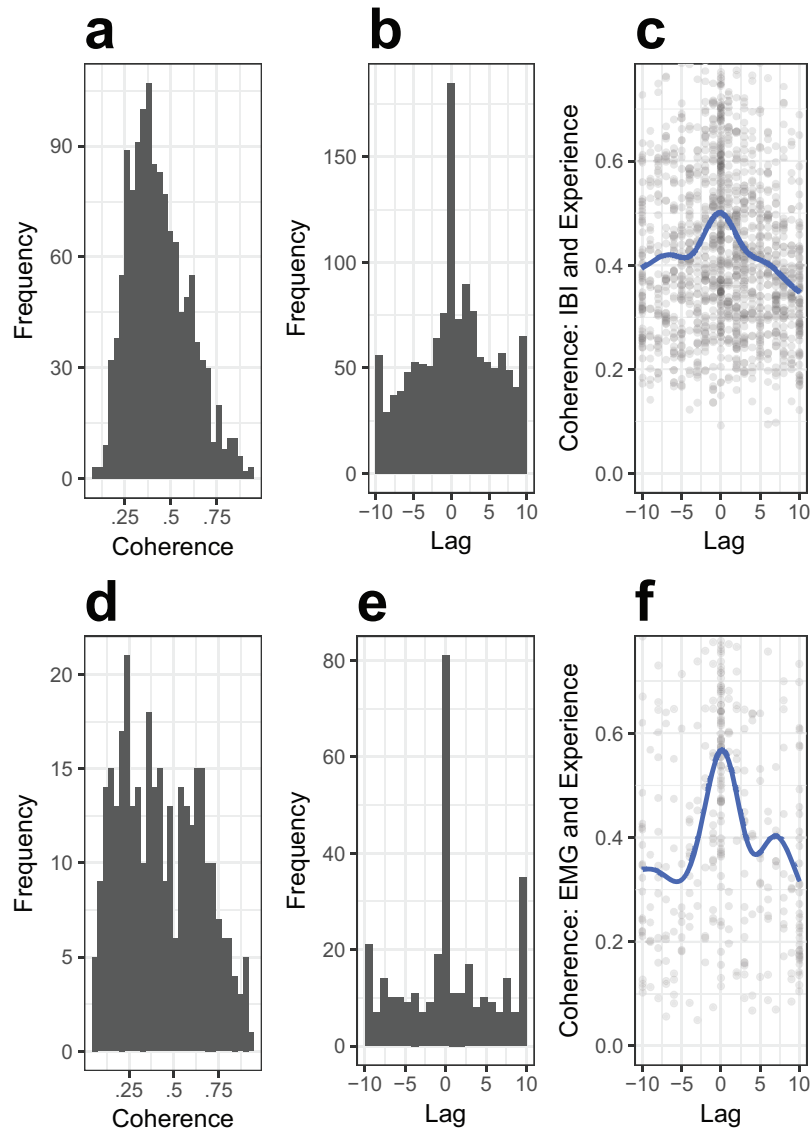 a
Frequency
90
60
30
0
.25 .5 .75
Coherence
b
Frequency
150
100
50
0
−10 −5 0 5 10
Lag
c
Coherence: IBI and Experience
0.6
0.4
0.2
0.0
−10 −5 0 5 10
Lag
d
Frequency
20
15
10
5
0
.25 .5 .75
Coherence
e
Frequency
80
60
40
20
0
−10 −5 0 5 10
Lag
f
Coherence: EMG and Experience
0.6
0.4
0.2
0.0
−10 −5 0 5 10
Lag